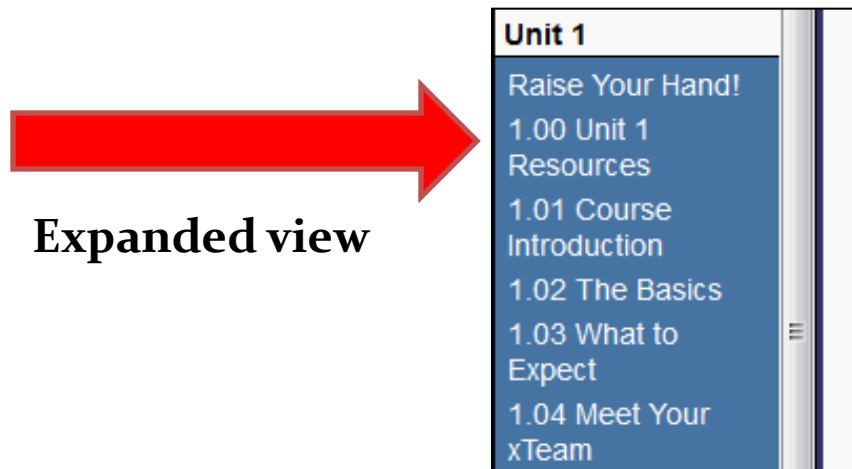 Unit 1
Raise Your Hand!
1.00 Unit 1
Resources
1.01 Course
Introduction
1.02 The Basics
1.03 What to
Expect
1.04 Meet Your
xTeam
Expanded view